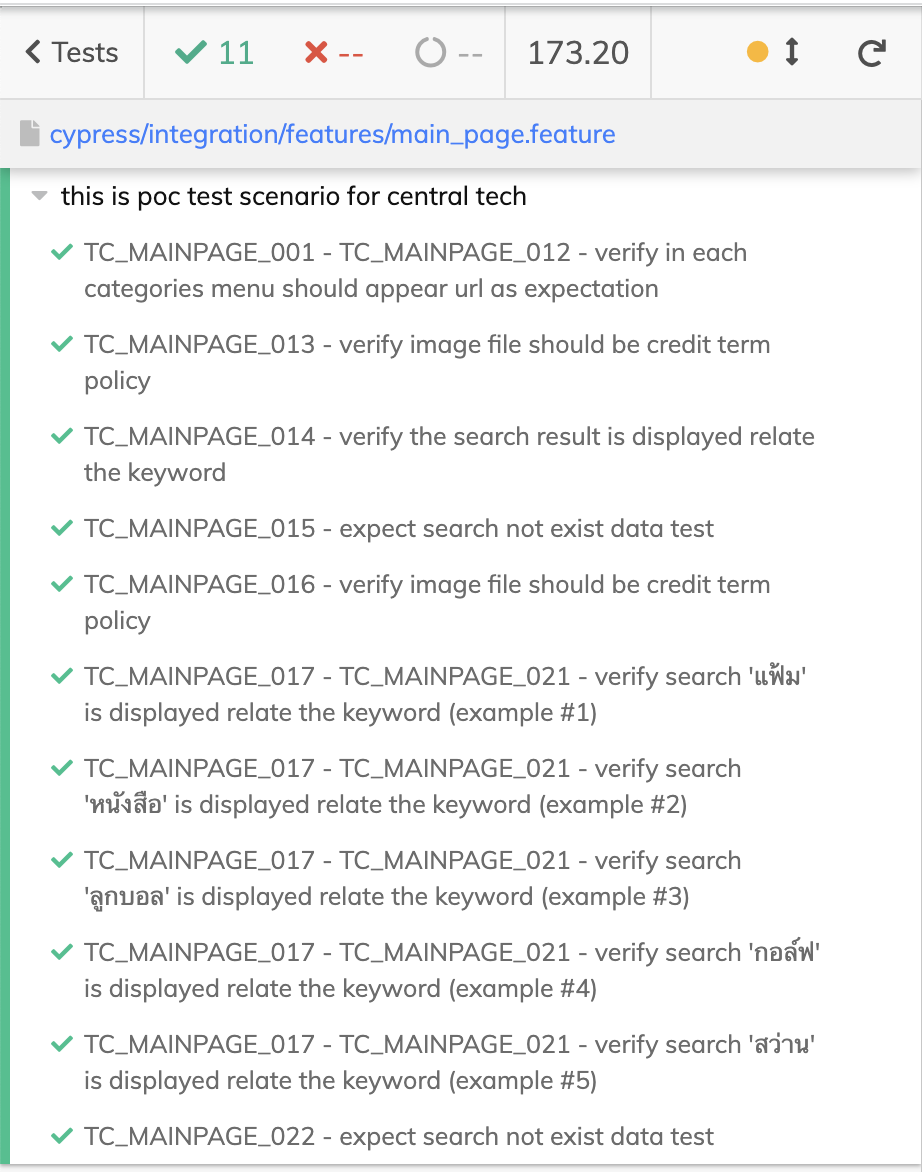 Tests
11
--
--
173.20
cypress/integration/features/main_page.feature
this is poc test scenario for central tech
TC_MAINPAGE_001 - TC_MAINPAGE_012 - verify in each
categories menu should appear url as expectation
TC_MAINPAGE_013 - verify image file should be credit term
policy
TC_MAINPAGE_014 - verify the search result is displayed relate
the keyword
TC_MAINPAGE_015 - expect search not exist data test
TC_MAINPAGE_016 - verify image file should be credit term
policy
TC_MAINPAGE_017 - TC_MAINPAGE_021 - verify search 'แฟ้ม'
is displayed relate the keyword (example #1)
TC_MAINPAGE_017 - TC_MAINPAGE_021 - verify search
'หนังสือ' is displayed relate the keyword (example #2)
TC_MAINPAGE_017 - TC_MAINPAGE_021 - verify search
'ลูกบอล' is displayed relate the keyword (example #3)
TC_MAINPAGE_017 - TC_MAINPAGE_021 - verify search 'กอล์ฟ'
is displayed relate the keyword (example #4)
TC_MAINPAGE_017 - TC_MAINPAGE_021 - verify search 'สว่าน'
is displayed relate the keyword (example #5)
TC_MAINPAGE_022 - expect search not exist data test